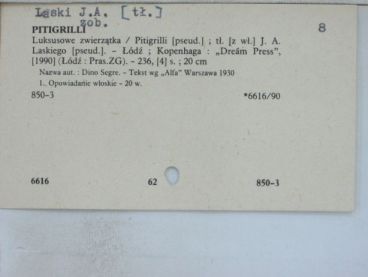 Łaski J.A. [tł.]
zob.
8
PITIGRILLI
Luksusowe zwierzątka / Pitigrilli [pseud.] ; tł. [z wł.] J. A.
Laskiego [pseud.]. – Łódź ; Kopenhaga : „Dream Press”,
[1990] (Łódź : Pras.ZG). – 236, [4] s. ; 20 cm
Nazwa aut. : Dino Segre. – Tekst wg „Alfa” Warszawa 1930
1. Opowiadanie włoskie - 20 w.
850-3 *6616/90
6616 62 850-3